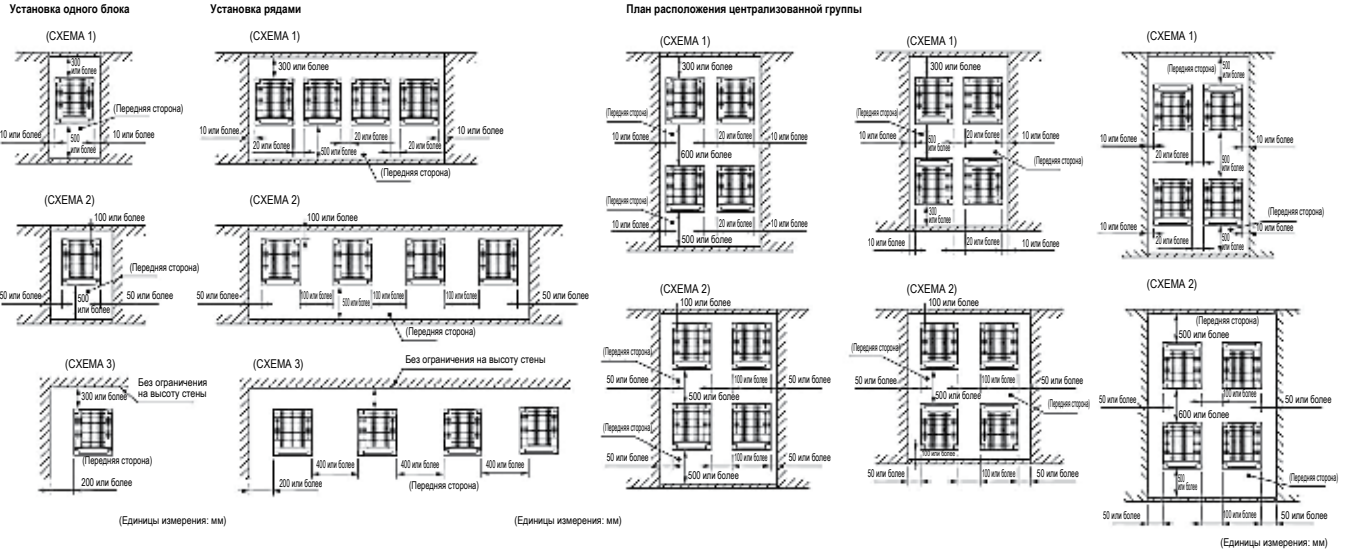 Установка одного блока
(СХЕМА 1)
300
или более
(Передняя сторона)
10 или более
500
или более
10 или более
(СХЕМА 2)
100 или более
(Передняя сторона)
50 или более
500
или более
50 или более
(СХЕМА 3)
Без ограничения
на высоту стены
300 или более
(Передняя сторона)
200 или более
(Единицы измерения: мм)
Установка рядами
(СХЕМА 1)
300 или более
10 или более
20 или более
10 или более
20 или более
500 или более
20 или более
(Передняя сторона)
(СХЕМА 2)
100 или более
50 или более
100 или более
500 или более
100 или более
100 или более
50 или более
(Передняя сторона)
(СХЕМА 3)
Без ограничения на высоту стены
400 или более
400 или более
400 или более
(Передняя сторона)
200 или более
(Единицы измерения: мм)
План расположения централизованной группы
(СХЕМА 1)
300 или более
(Передняя сторона)
10 или более
20 или более
10 или более
600 или более
(Передняя сторона)
10 или более
20 или более
10 или более
500 или более
(СХЕМА 2)
100 или более
(Передняя сторона)
50 или более
100 или более
50 или более
500 или более
(Передняя сторона)
50 или более
100 или более
50 или более
500 или более
(СХЕМА 1)
300 или более
(Передняя сторона)
10 или более
500
или более
20 или более
10 или более
(Передняя сторона)
300
или более
10 или более
20 или более
10 или более
(СХЕМА 2)
100 или более
(Передняя сторона)
50 или более
100 или более
50 или более
500 или более
(Передняя сторона)
100 или более
50 или более
100 или более
50 или более
(СХЕМА 1)
(Передняя сторона)
500
или более
10 или более
20 или более
10 или более
или более
(Передняя сторона)
10 или более
20 или более
500
или более
10 или более
(СХЕМА 2)
(Передняя сторона)
500 или более
100 или более
50 или более
600 или более
50 или более
(Передняя сторона)
500
или более
50 или более
100 или более
50 или более
(Единицы измерения: мм)